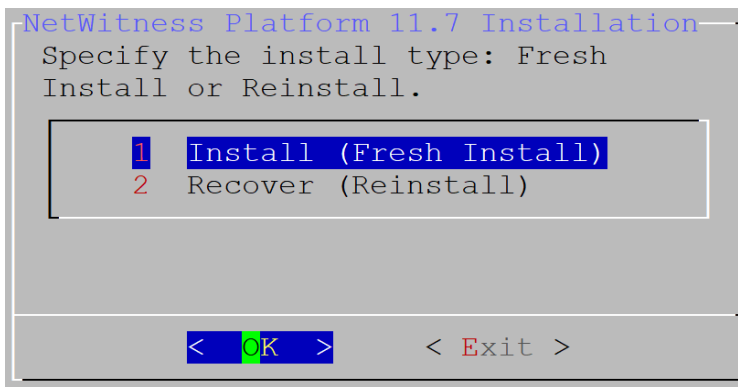 NetWitness Platform 11.7 Installation
Specify the install type: Fresh
Install or Reinstall.
1 Install (Fresh Install)
2 Recover (Reinstall)
< OK > < Exit >